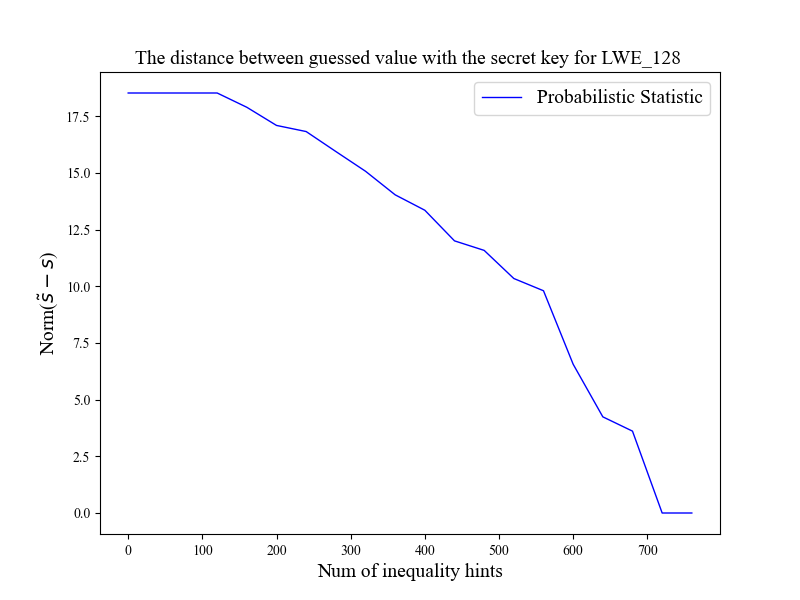 The distance between guessed value with the secret key for LWE_128
Probabilistic Statistic
17.5
15.0
12.5
10.0
7.5
5.0
2.5
0.0
Norm(s̃ − s)
0 100 200 300 400 500 600 700
Num of inequality hints